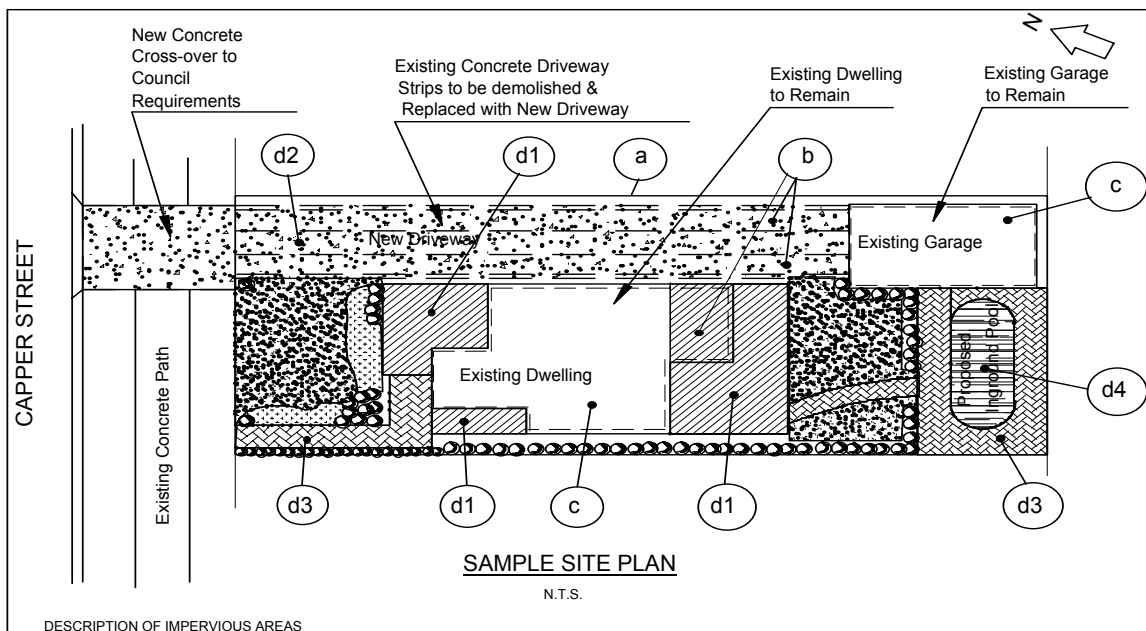 New Concrete
Cross-over to
Council
Requirements
Existing Concrete Driveway
Strips to be demolished &
Replaced with New Driveway
Existing Dwelling
to Remain
Existing Garage
to Remain
N
d2
d1
a
b
c
New Driveway
Existing Garage
CAPPER STREET
Existing Concrete Path
Existing Dwelling
Proposed
Inground Pool
d4
d3
d1
c
d1
d3
SAMPLE SITE PLAN
N.T.S.
DESCRIPTION OF IMPERVIOUS AREAS